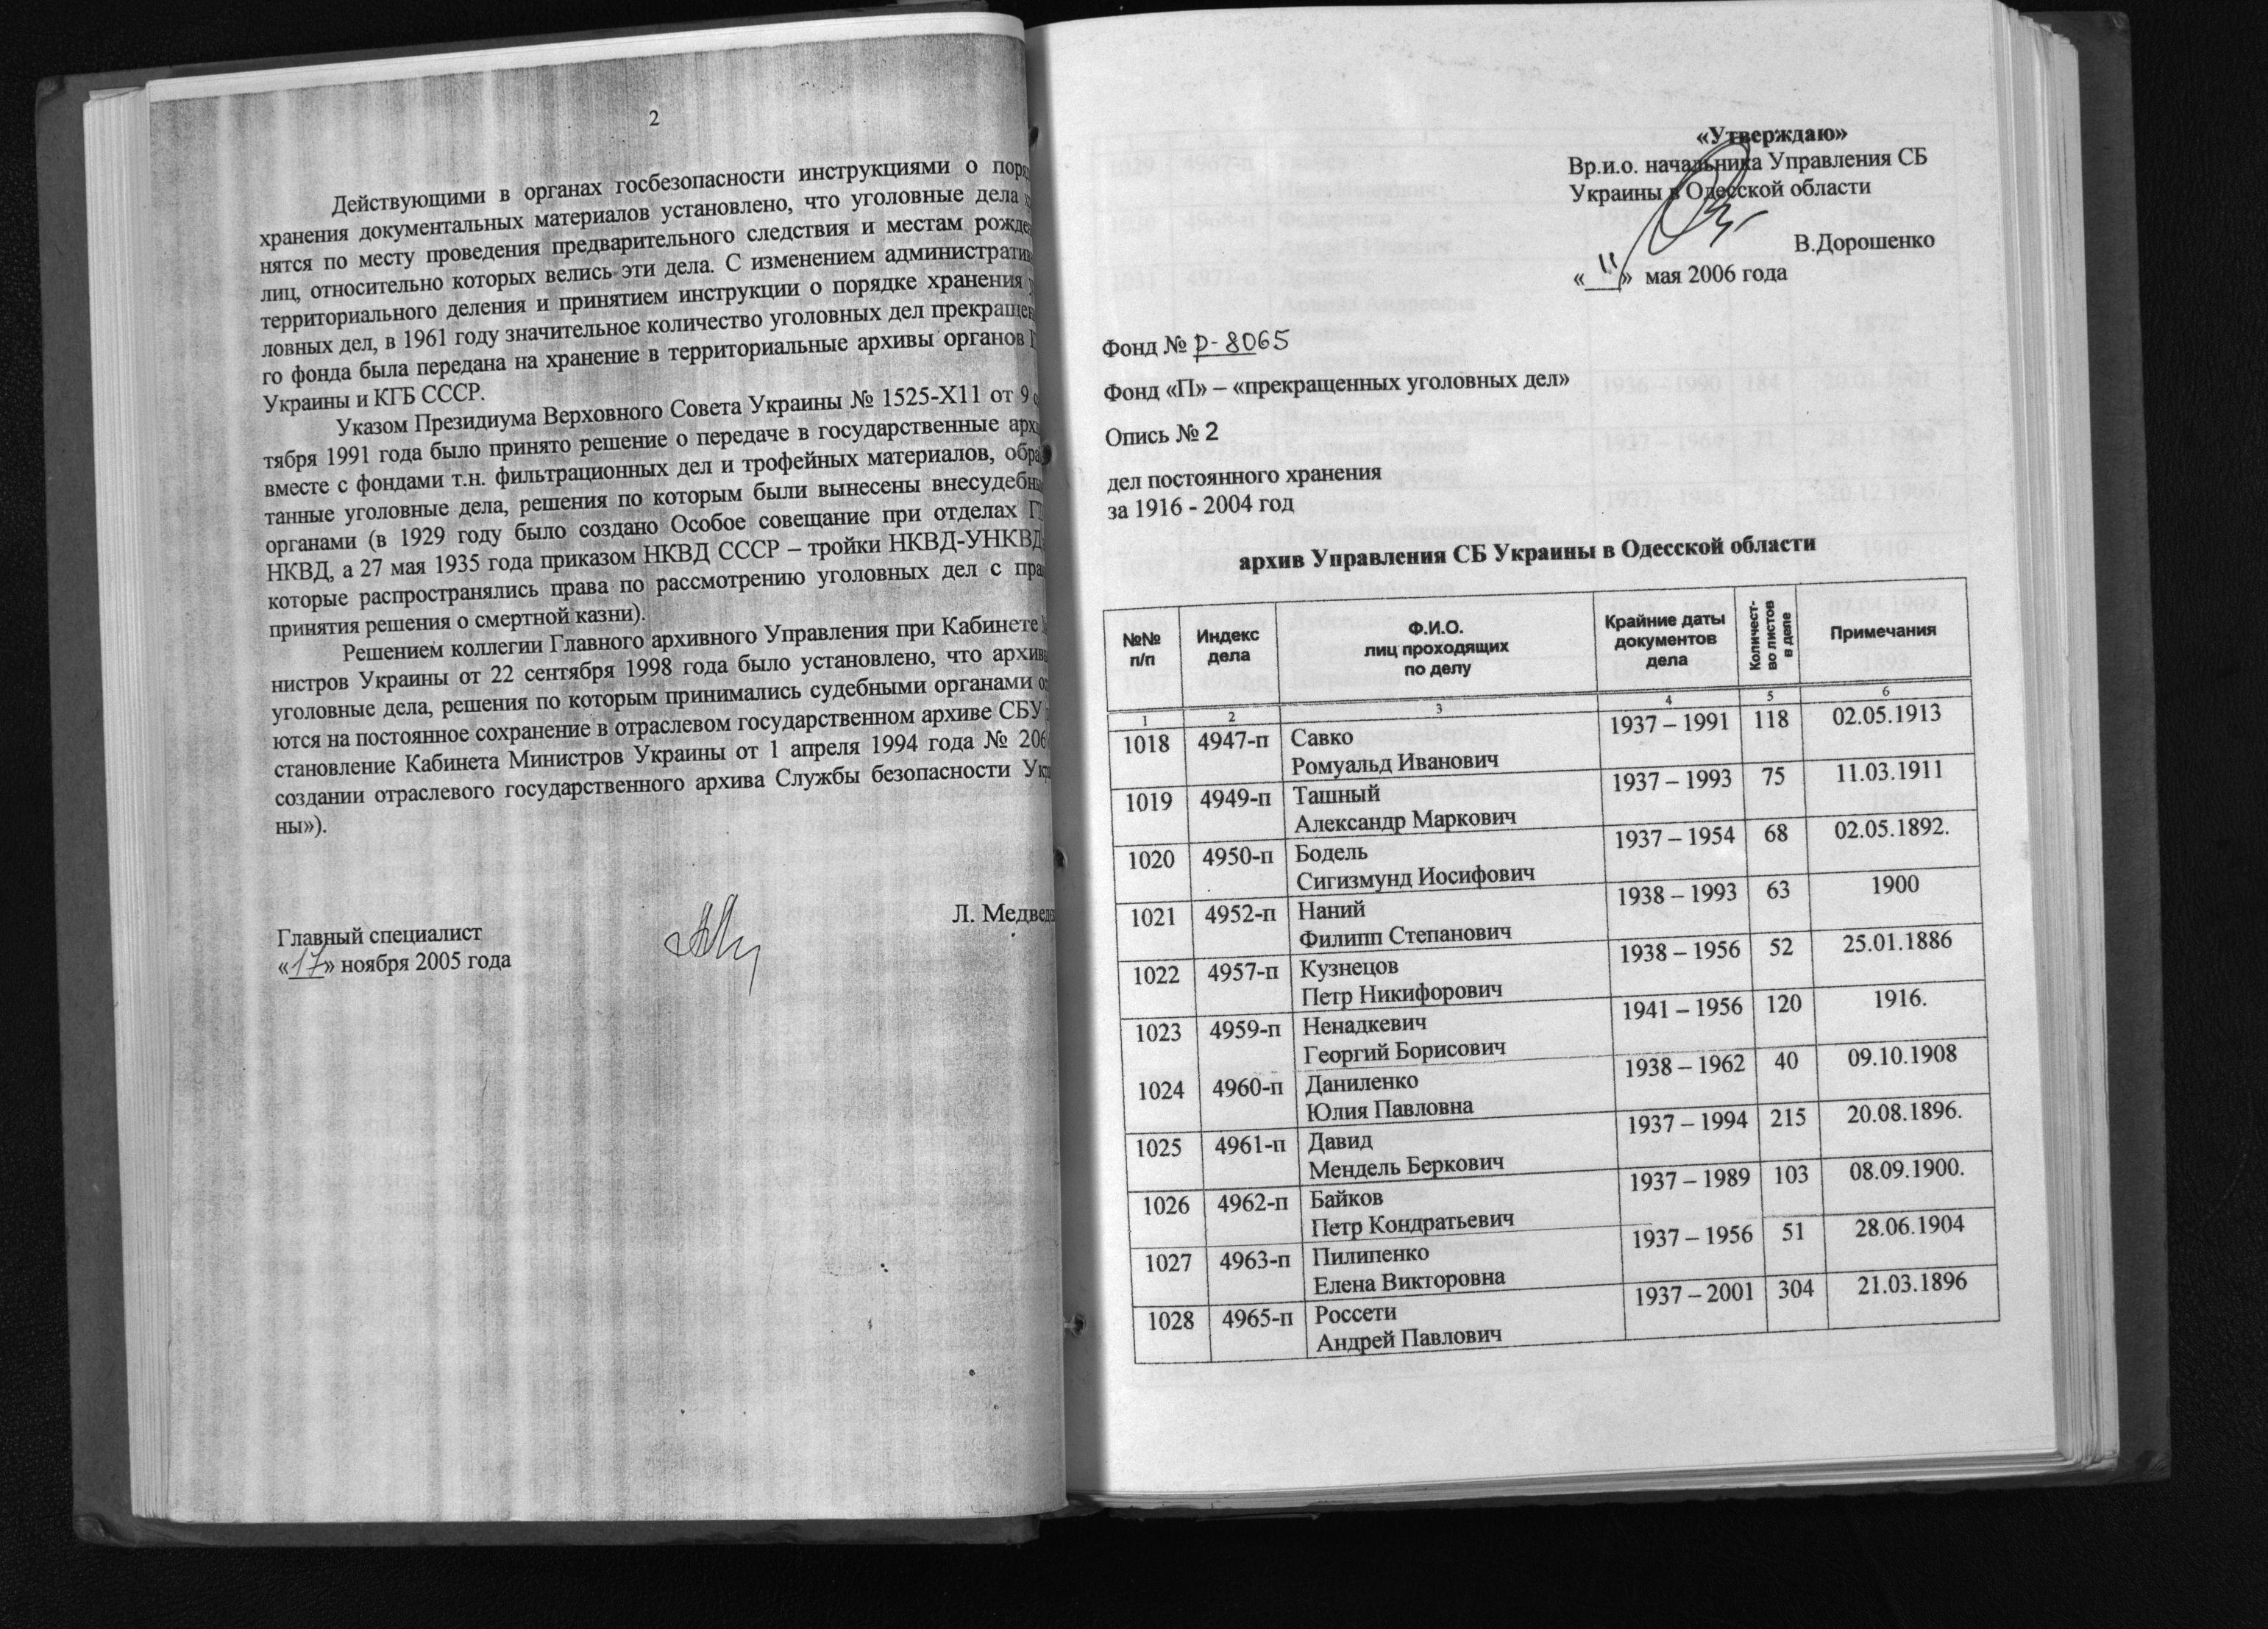 2
Действующими в органах госбезопасности инструкциями о
хранения документальных материалов установлено, что уголовные дела
нятся по месту проведения предварительного следствия и местам рожде
лиц, относительно которых велись эти дела. С изменением административ
территориального деления и принятием инструкции о порядке хранения
ловных дел, в 1961 году значительное количество уголовных дел прекращен
го фонда была передана на хранение в территориальные архивы органов
Украины и КГБ СССР.
Указом Президиума Верховного Совета Украины № 1525-Х11 от 9
тября 1991 года было принято решение о передаче в государственные арх
вместе с фондами т.н. фильтрационных дел и трофейных материалов, обра
танные уголовные дела, решения по которым были вынесены внесудебн
органами (в 1929 году было создано Особое совещание при отделах
НКВД, а 27 мая 1935 года приказом НКВД СССР – тройки НКВД-УНКВД
которые распространялись права по рассмотрению уголовных дел с пра
принятия решения о смертной казни).
Решением коллегии Главного архивного Управления при Кабинете
нистров Украины от 22 сентября 1998 года было установлено, что архив
уголовные дела, решения по которым принимались судебными органами
ются на постоянное сохранение в отраслевом государственном архиве СБУ
становление Кабинета Министров Украины от 1 апреля 1994 года № 206
создании отраслевого государственного архива Службы безопасности Укр
ны»).
Главный специалист
Л. Медведе
«17» ноября 2005 года
«Утверждаю»
Вр.и.о. начальника Управления СБ
Украины в Одесской области
В.Дорошенко
«11» мая 2006 года
Фонд № Р-8065
Фонд «П» – «прекращенных уголовных дел»
Опись № 2
дел постоянного хранения
за 1916 - 2004 год
архив Управления СБ Украины в Одесской области
№№ п/п Индекс дела Ф.И.О. лиц проходящих по делу Крайние даты документов дела Количест-во листов в деле Примечания
1 2 3 4 5 6
1018 4947-п Савко 1937 – 1991 118 02.05.1913
Ромуальд Иванович
1019 4949-п Ташный 1937 – 1993 75 11.03.1911
Александр Маркович
1020 4950-п Бодель 1937 – 1954 68 02.05.1892.
Сигизмунд Иосифович
1021 4952-п Наний 1938 – 1993 63 1900
Филипп Степанович
1022 4957-п Кузнецов 1938 – 1956 52 25.01.1886
Петр Никифорович
1023 4959-п Ненадкевич 1941 – 1956 120 1916.
Георгий Борисович
1024 4960-п Даниленко 1938 – 1962 40 09.10.1908
Юлия Павловна
1025 4961-п Давид 1937 – 1994 215 20.08.1896.
Мендель Беркович
1026 4962-п Байков 1937 – 1989 103 08.09.1900.
Петр Кондратьевич
1027 4963-п Пилипенко 1937 – 1956 51 28.06.1904
Елена Викторовна
1028 4965-п Россети 1937 – 2001 304 21.03.1896
Андрей Павлович